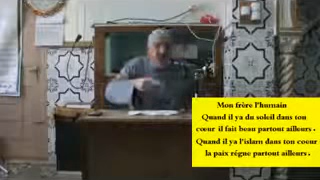 Mon frère l'humain
Quand il ya du soleil dans ton
cœur il fait beau partout ailleurs .
Quand il ya l'islam dans ton coeur
la paix règne partout ailleurs .